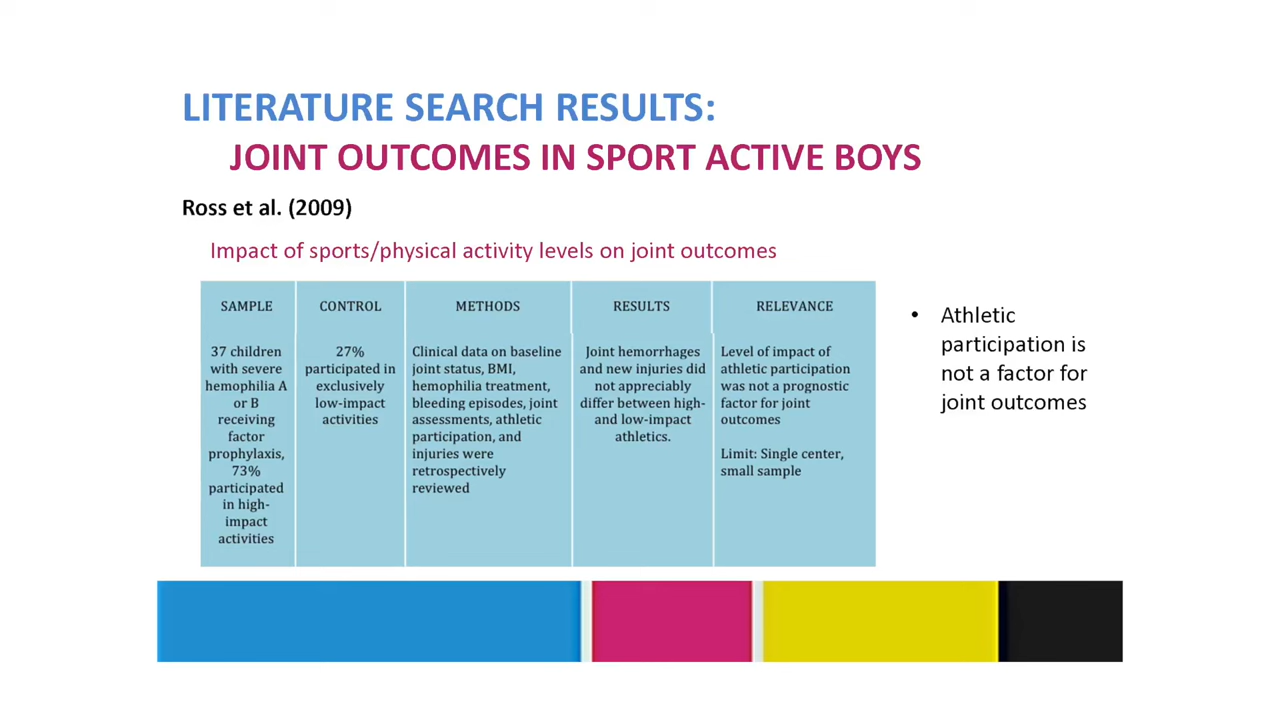 LITERATURE SEARCH RESULTS:
JOINT OUTCOMES IN SPORT ACTIVE BOYS
Ross et al. (2009)
Impact of sports/physical activity levels on joint outcomes
SAMPLE
37 children
with severe
hemophilia A
or B
receiving
factor
prophylaxis,
73%
participated
in high-
impact
activities
CONTROL
27%
participated in
exclusively
low-impact
activities
METHODS
Clinical data on baseline
joint status, BMI,
hemophilia treatment,
bleeding episodes, joint
assessments, athletic
participation, and
injuries were
retrospectively
reviewed
RESULTS
Joint hemorrhages
and new injuries did
not appreciably
differ between high-
and low-impact
athletics.
RELEVANCE
Level of impact of
athletic participation
was not a prognostic
factor for joint
outcomes
Limit: Single center,
small sample
• Athletic
participation is
not a factor for
joint outcomes